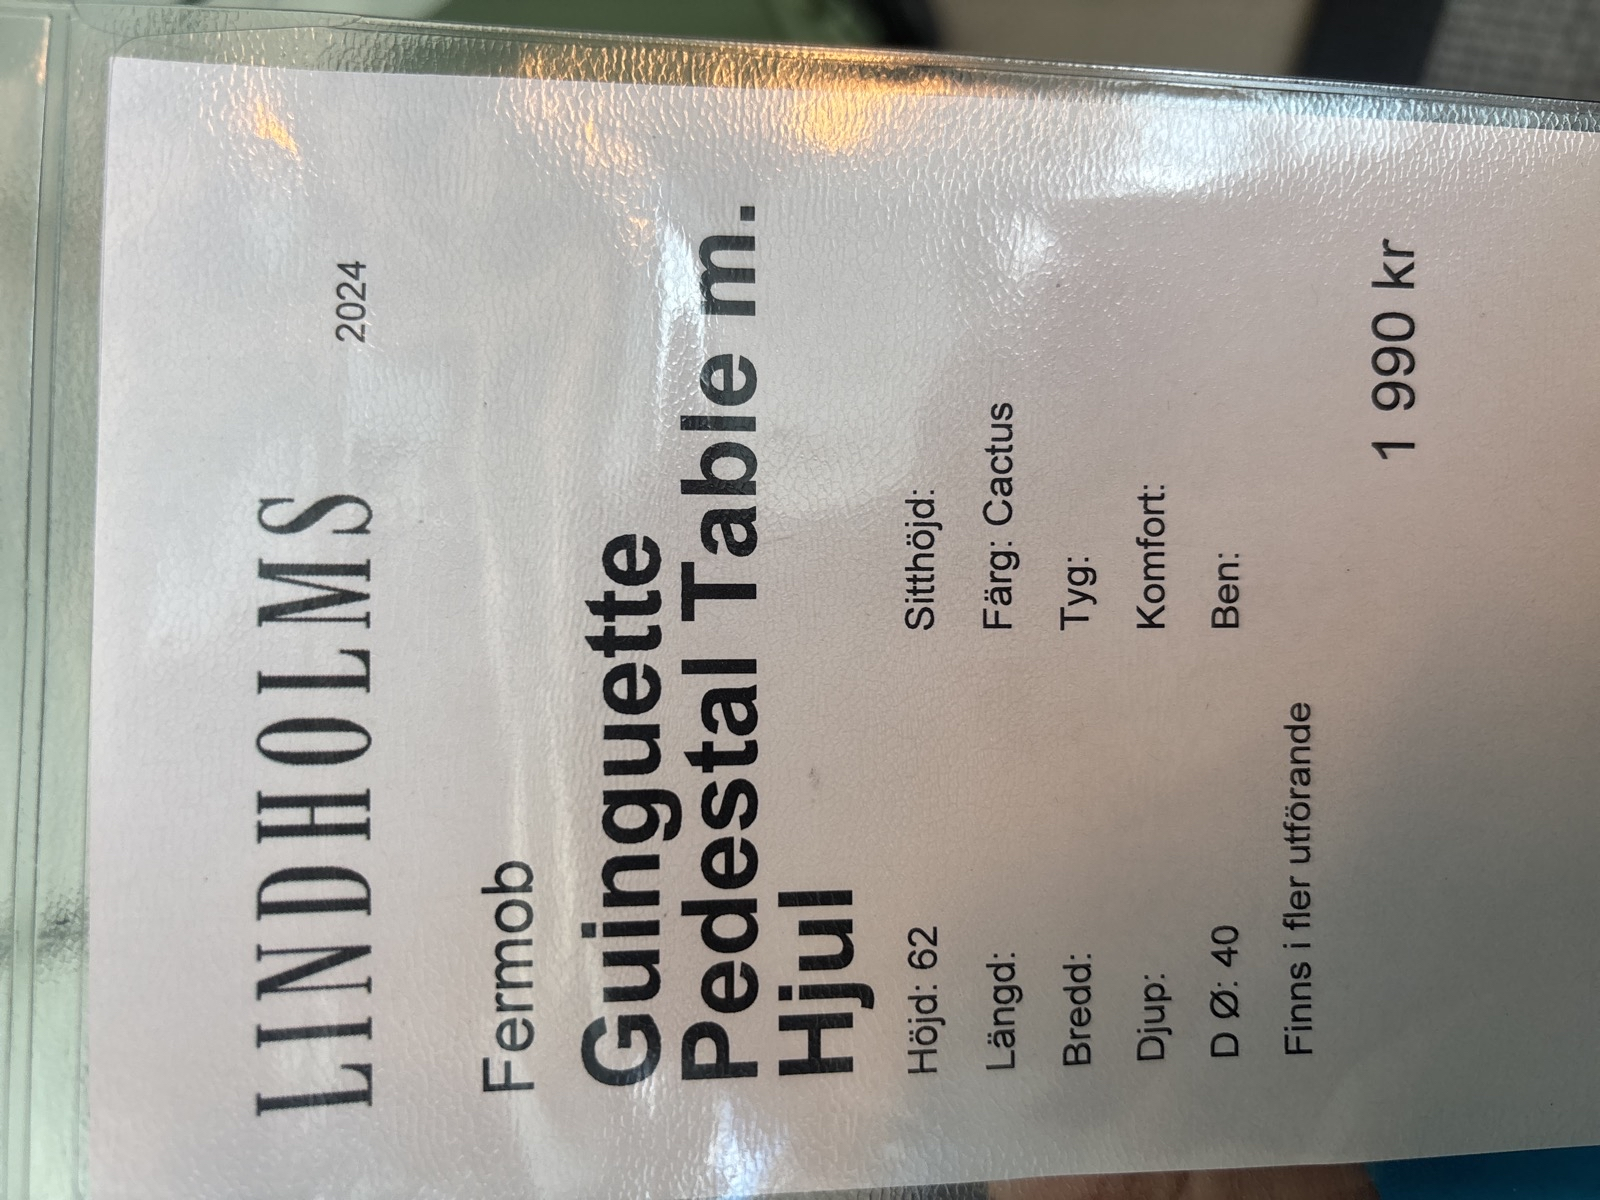 LINDHOLMS
2024
Fermob
Guinguette
Pedestal Table m.
Hjul
Höjd: 62
Sitthöjd:
Längd:
Färg: Cactus
Bredd:
Tyg:
Djup:
Komfort:
D Ø: 40
Ben:
Finns i fler utförande
1 990 kr